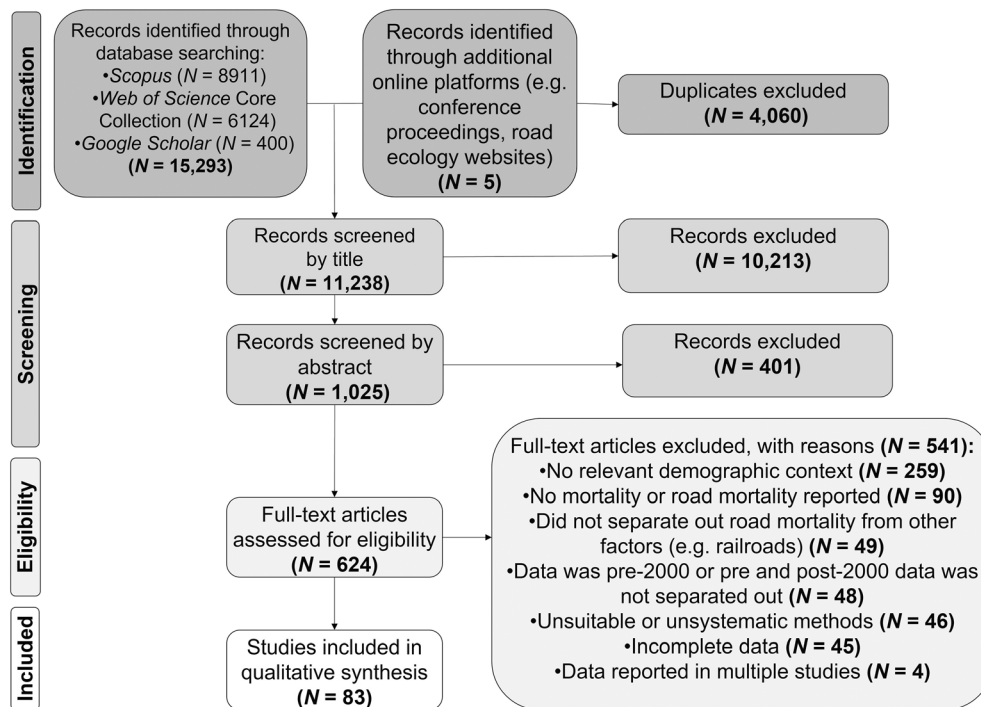 Identification
Records identified through
database searching:
•Scopus (N = 8911)
•Web of Science Core
Collection (N = 6124)
•Google Scholar (N = 400)
(N = 15,293)
Records identified
through additional
online platforms (e.g.
conference
proceedings, road
ecology websites)
(N = 5)
Duplicates excluded
(N = 4,060)
Screening
Records screened
by title
(N = 11,238)
Records excluded
(N = 10,213)
Records screened by
abstract
(N = 1,025)
Records excluded
(N = 401)
Eligibility
Full-text articles
assessed for eligibility
(N = 624)
Full-text articles excluded, with reasons (N = 541):
•No relevant demographic context (N = 259)
•No mortality or road mortality reported (N = 90)
•Did not separate out road mortality from other
factors (e.g. railroads) (N = 49)
•Data was pre-2000 or pre and post-2000 data was
not separated out (N = 48)
•Unsuitable or unsystematic methods (N = 46)
•Incomplete data (N = 45)
•Data reported in multiple studies (N = 4)
Included
Studies included in
qualitative synthesis
(N = 83)